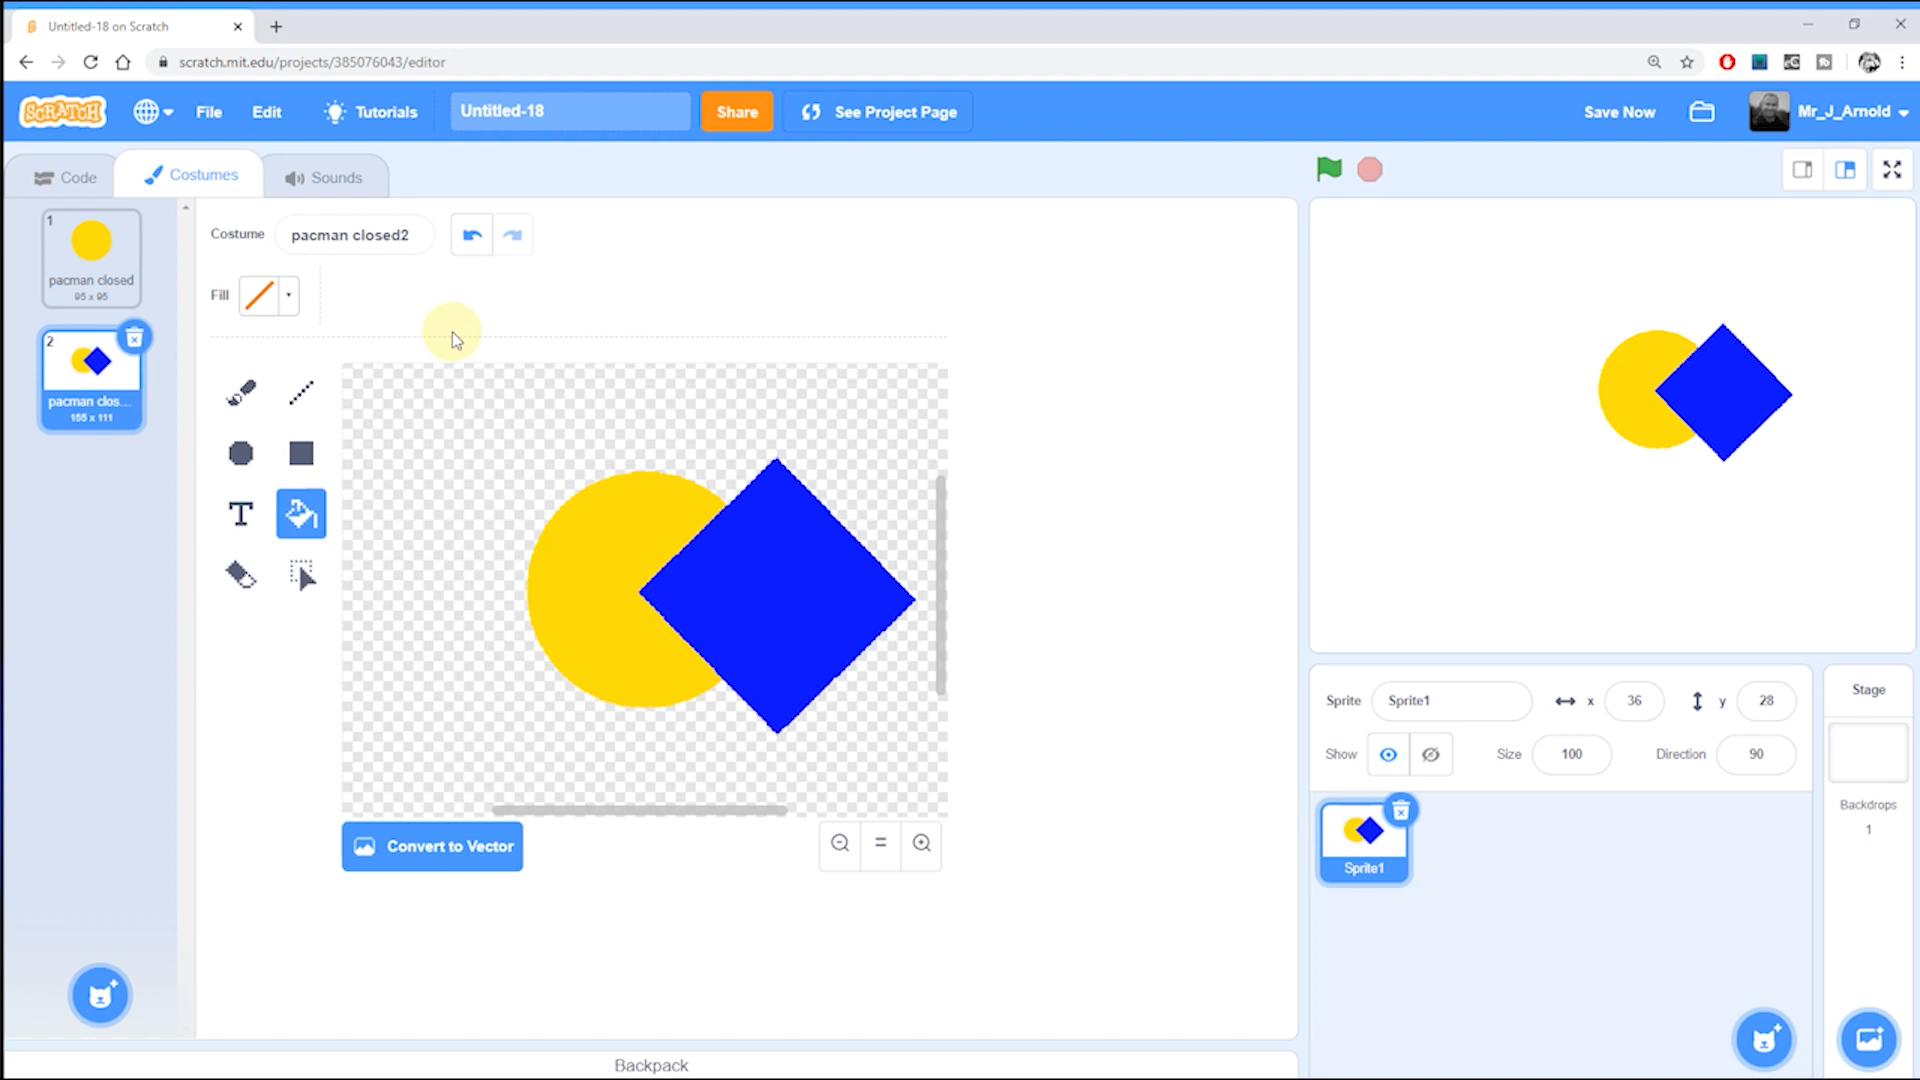 Untitled-18 on Scratch
scratch.mit.edu/projects/385076043/editor
SCRATCH
File
Edit
Tutorials
Untitled-18
Share
See Project Page
Save Now
Mr_J_Arnold
Code
Costumes
Sounds
1
pacman closed
95 x 95
2
pacman clos...
155 x 111
Costume
pacman closed2
Fill
T
Convert to Vector
=
Sprite
Sprite1
x
36
y
28
Show
Size
100
Direction
90
Sprite1
Stage
Backdrops
1
Backpack